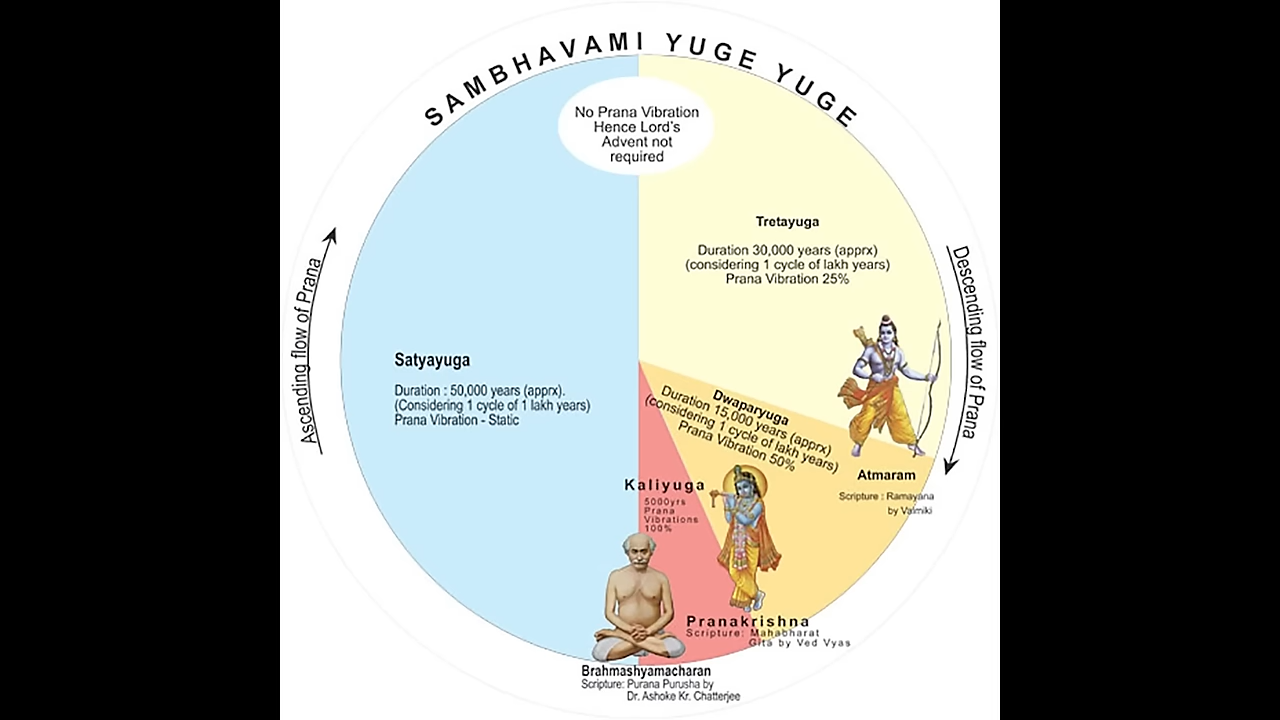 SAMBHAVAMI YUGE YUGE
No Prana Vibration
Hence Lord's
Advent not
required
Tretayuga
Duration 30,000 years (apprx)
(considering 1 cycle of lakh years)
Prana Vibration 25%
Ascending flow of Prana
Descending flow of Prana
Satyayuga
Duration : 50,000 years (apprx).
(Considering 1 cycle of 1 lakh years)
Prana Vibration - Static
Dwaparyuga
Duration 15,000 years (apprx)
(considering 1 cycle of lakh years)
Prana Vibration 50%
Atmaram
Scripture : Ramayana
by Valmiki
Kaliyuga
5000yrs
Prana
Vibrations
100%
Pranakrishna
Scripture: Mahabharat
Gita by Ved Vyas
Brahmashyamacharan
Scripture: Purana Purusha by
Dr. Ashoke Kr. Chatterjee